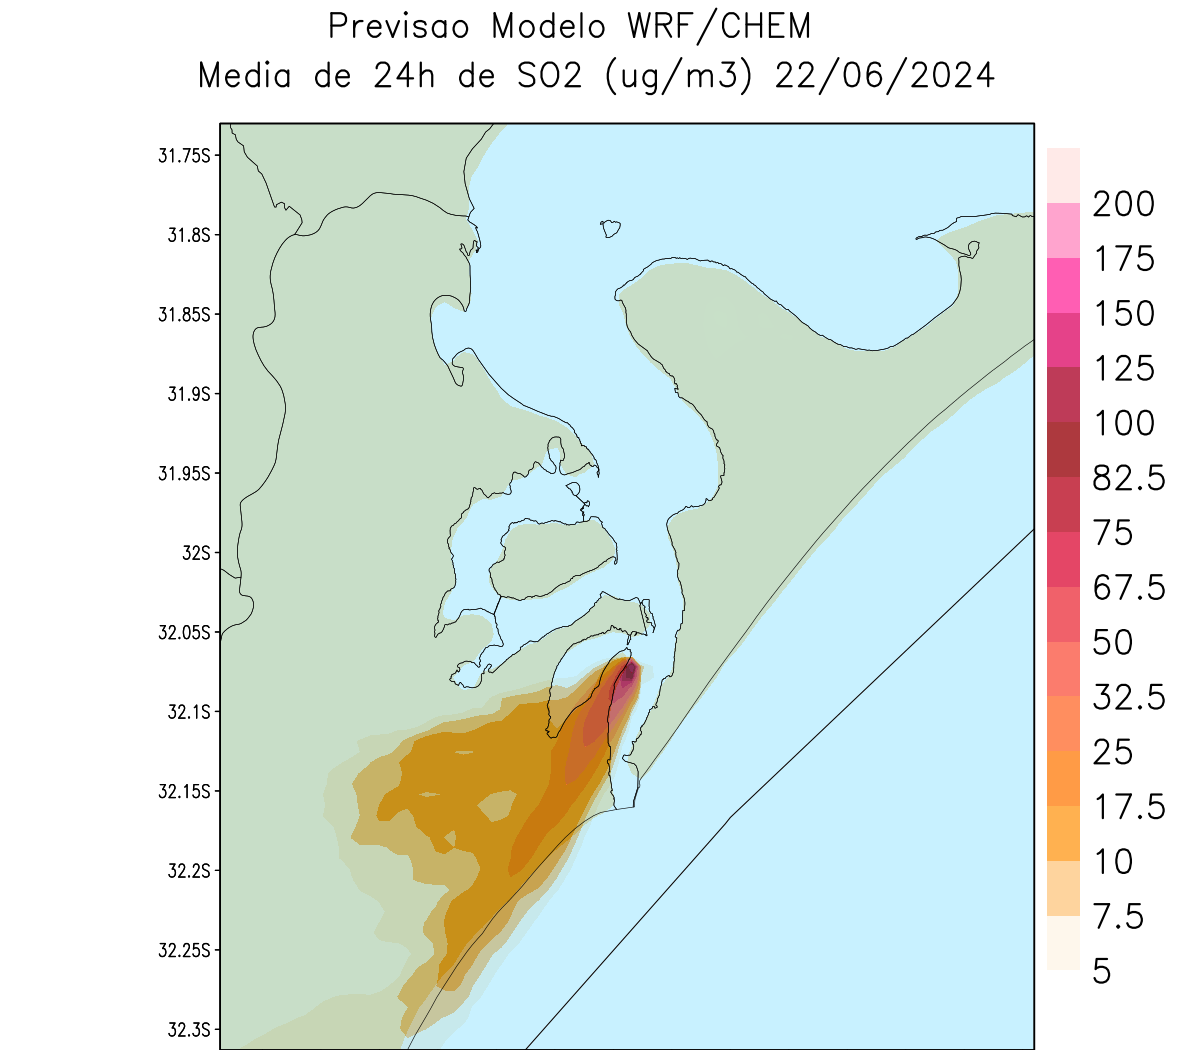 Previsao Modelo WRF/CHEM
Media de 24h de SO2 (ug/m3) 22/06/2024
31.75S
31.8S
31.85S
31.9S
31.95S
32S
32.05S
32.1S
32.15S
32.2S
32.25S
32.3S
200
175
150
125
100
82.5
75
67.5
50
32.5
25
17.5
10
7.5
5